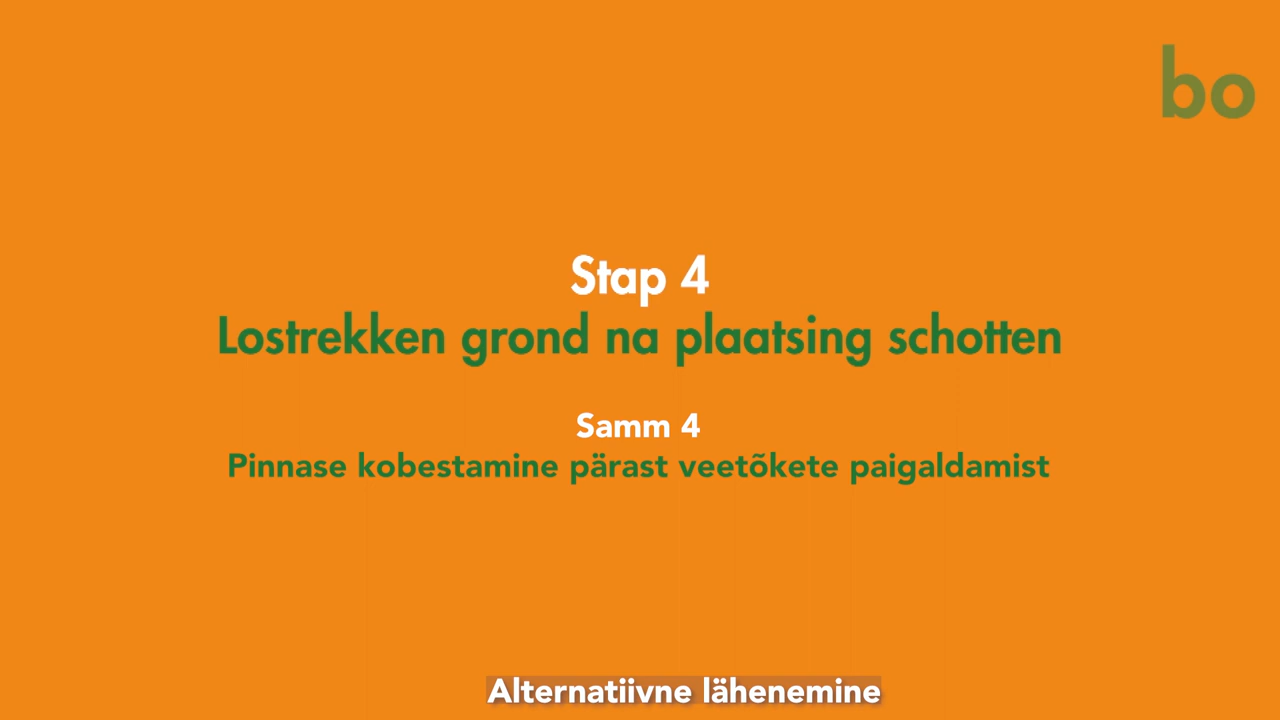 bo
Stap 4
Lostrekken grond na plaatsing schotten
Samm 4
Pinnase kobestamine pärast veetõkete paigaldamist
Alternatiivne lähenemine